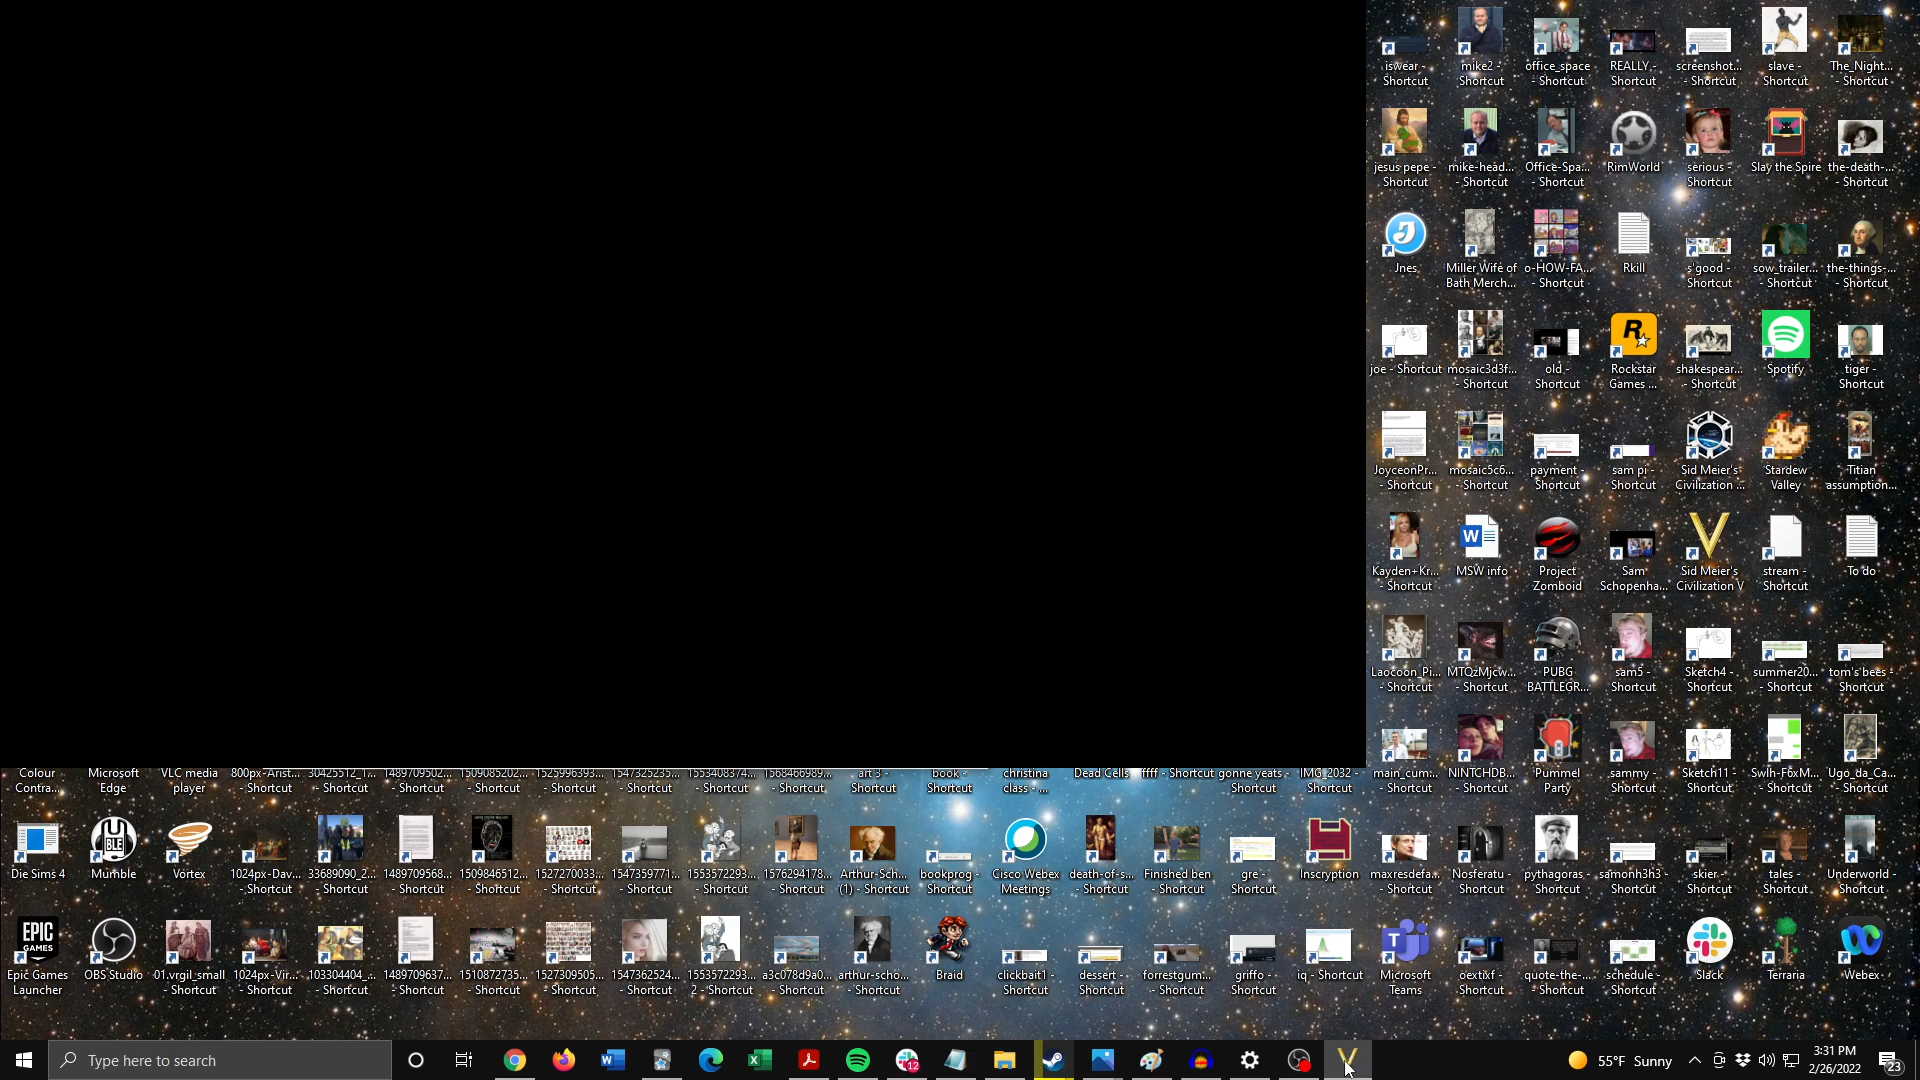 iswear -
Shortcut
mike2 -
Shortcut
office_space
- Shortcut
REALLY -
Shortcut
screenshot...
- Shortcut
slave -
Shortcut
The_Night...
- Shortcut
jesus pepe -
Shortcut
mike-head...
- Shortcut
Office-Spa...
- Shortcut
RimWorld
serious -
Shortcut
Slay the Spire
the-death-...
- Shortcut
Jnes
Miller Wife of
Bath Merch...
o-HOW-FA...
- Shortcut
Rkill
s'good -
Shortcut
sow_trailer...
- Shortcut
the-things-...
- Shortcut
joe - Shortcut
mosaic3d3f...
- Shortcut
old -
Shortcut
Rockstar
Games ...
shakespear...
- Shortcut
Spotify
tiger -
Shortcut
JoyceonPr...
- Shortcut
mosaic5c6...
- Shortcut
payment -
Shortcut
sam pi -
Shortcut
Sid Meier's
Civilization ...
Stardew
Valley
Titian
assumption...
Kayden+Kr...
- Shortcut
MSW info
Project
Zomboid
Sam
Schopenha...
Sid Meier's
Civilization V
stream -
Shortcut
To do
Laocoon_Pi...
- Shortcut
MTQzMjcw...
- Shortcut
PUBG
BATTLEGR...
sam5 -
Shortcut
Sketch4 -
Shortcut
summer20...
- Shortcut
tom's bees -
Shortcut
Colour
Contra...
Microsoft
Edge
VLC media
player
800px-Arist...
- Shortcut
30425512_1...
- Shortcut
1489709502...
- Shortcut
1509085202...
- Shortcut
1525996393...
- Shortcut
1547325235...
- Shortcut
1553408374...
- Shortcut
1568466989...
- Shortcut
art 3 -
Shortcut
book -
Shortcut
christina
class - ...
Dead Cells
ffff - Shortcut
gonne yeats -
Shortcut
IMG_2032 -
Shortcut
main_cum...
- Shortcut
NINTCHDB...
- Shortcut
Pummel
Party
sammy -
Shortcut
Sketch11 -
Shortcut
Swlh-F6xM...
- Shortcut
Ugo_da_Ca...
- Shortcut
Die Sims 4
Mumble
Vortex
1024px-Dav...
- Shortcut
33689090_2...
- Shortcut
1489709568...
- Shortcut
1509846512...
- Shortcut
1527270033...
- Shortcut
1547359771...
- Shortcut
1553572293...
- Shortcut
1576294178...
- Shortcut
Arthur-Sch...
(1) - Shortcut
bookprog -
Shortcut
Cisco Webex
Meetings
death-of-s...
- Shortcut
Finished ben
- Shortcut
gre -
Shortcut
Inscryption
maxresdefa...
- Shortcut
Nosferatu -
Shortcut
pythagoras -
Shortcut
samonh3h3 -
Shortcut
skier -
Shortcut
tales -
Shortcut
Underworld -
Shortcut
EPIC
GAMES
Epic Games
Launcher
OBS Studio
01.vrgil_small
- Shortcut
1024px-Vir...
- Shortcut
103304404_...
- Shortcut
1489709637...
- Shortcut
1510872735...
- Shortcut
1527309505...
- Shortcut
1547362524...
- Shortcut
1553572293...
2 - Shortcut
a3c078d9a0...
- Shortcut
arthur-scho...
- Shortcut
Braid
clickbait1 -
Shortcut
dessert -
Shortcut
forrestgum...
- Shortcut
griffo -
Shortcut
iq - Shortcut
Microsoft
Teams
oextixf -
Shortcut
quote-the-...
- Shortcut
schedule -
Shortcut
Slack
Terraria
Webex
Type here to search
12
55°F Sunny
3:31 PM
2/26/2022
23